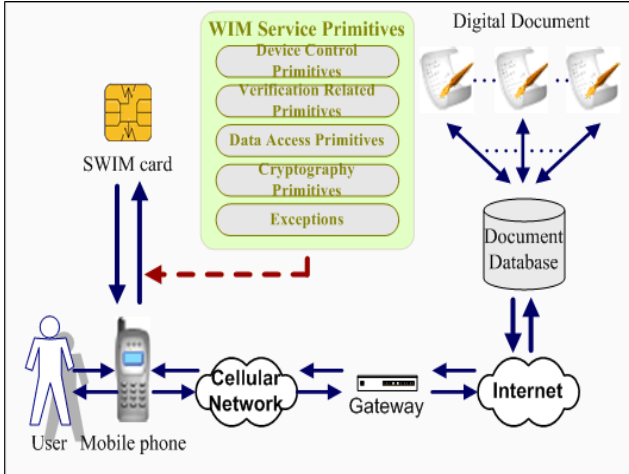 WIM Service Primitives
Device Control
Primitives
Verification Related
Primitives
Data Access Primitives
Cryptography
Primitives
Exceptions
Digital Document
SWIM card
Document
Database
User
Mobile phone
Cellular
Network
Gateway
Internet